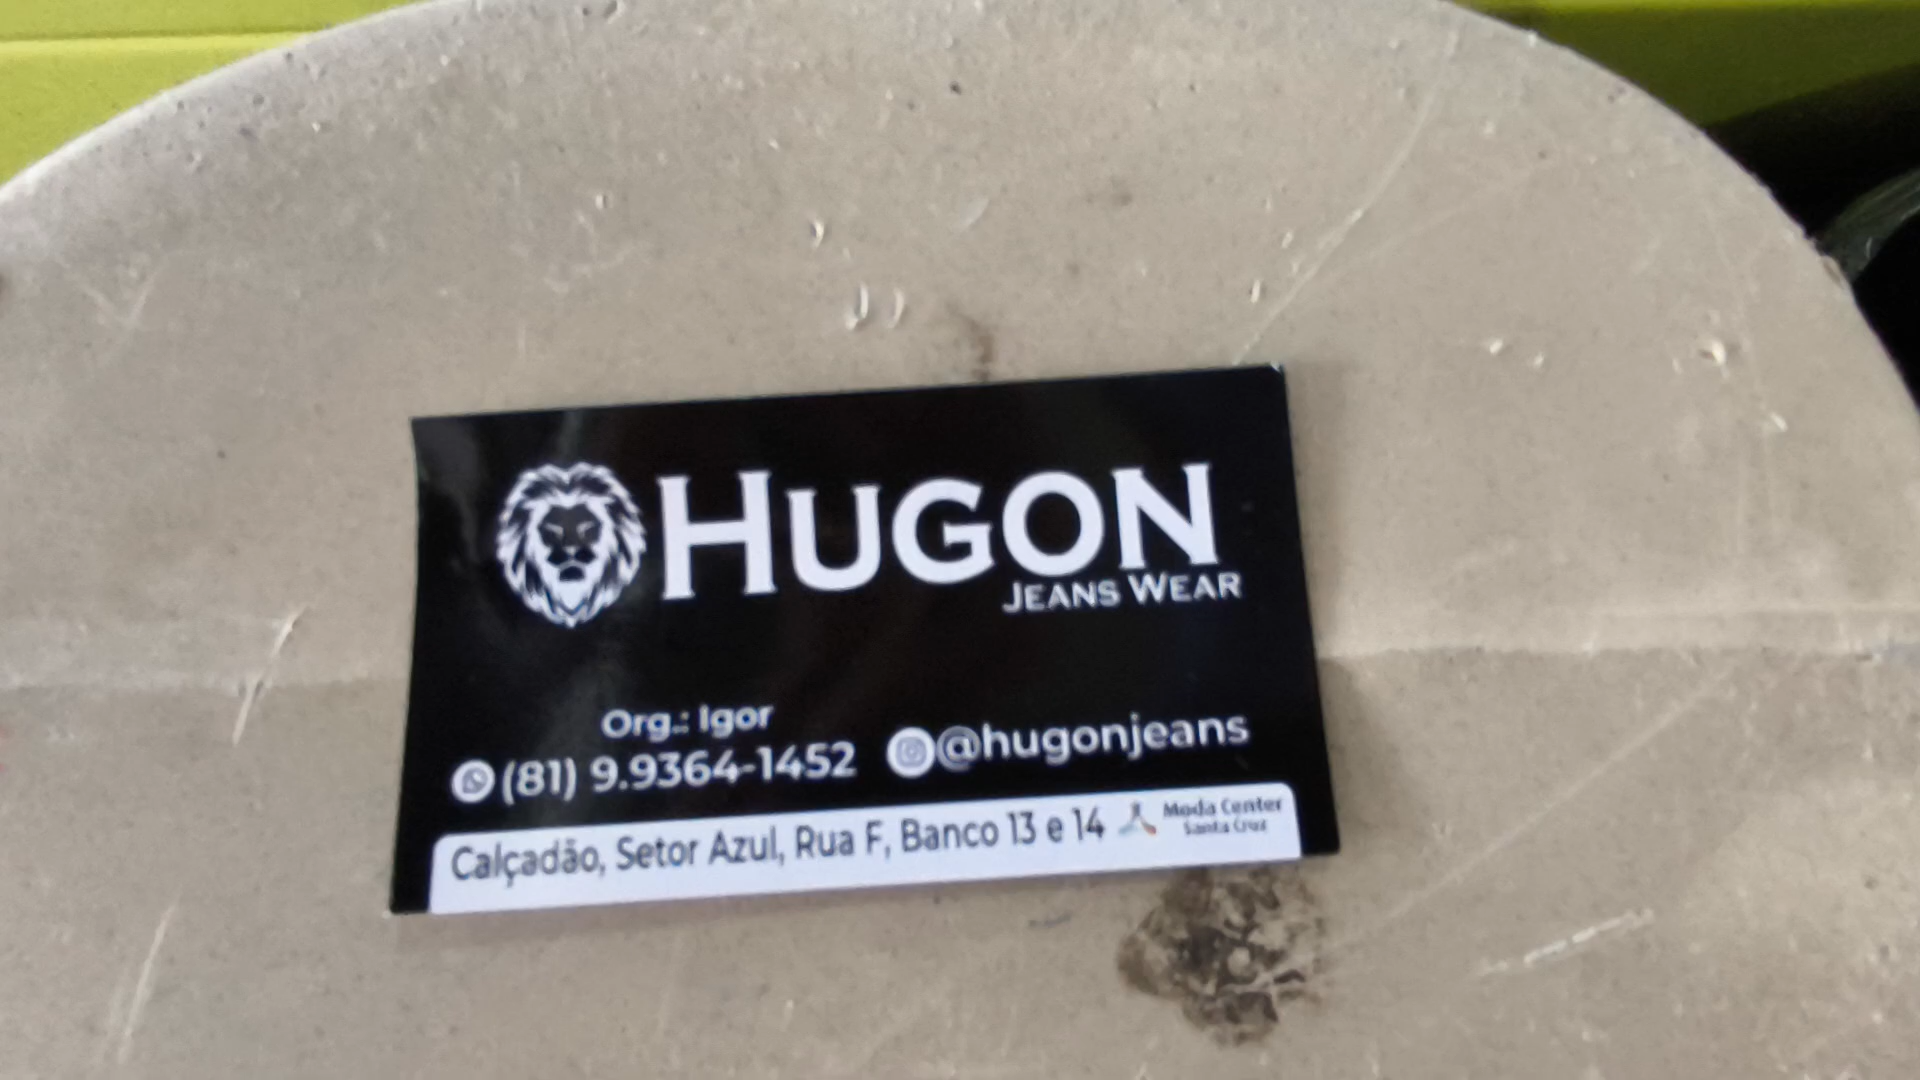 HUGON
JEANS WEAR
Org.: Igor
(81) 9.9364-1452
@hugonjeans
Calçadão, Setor Azul, Rua F, Banco 13 e 14
Moda Center
Santa Cruz